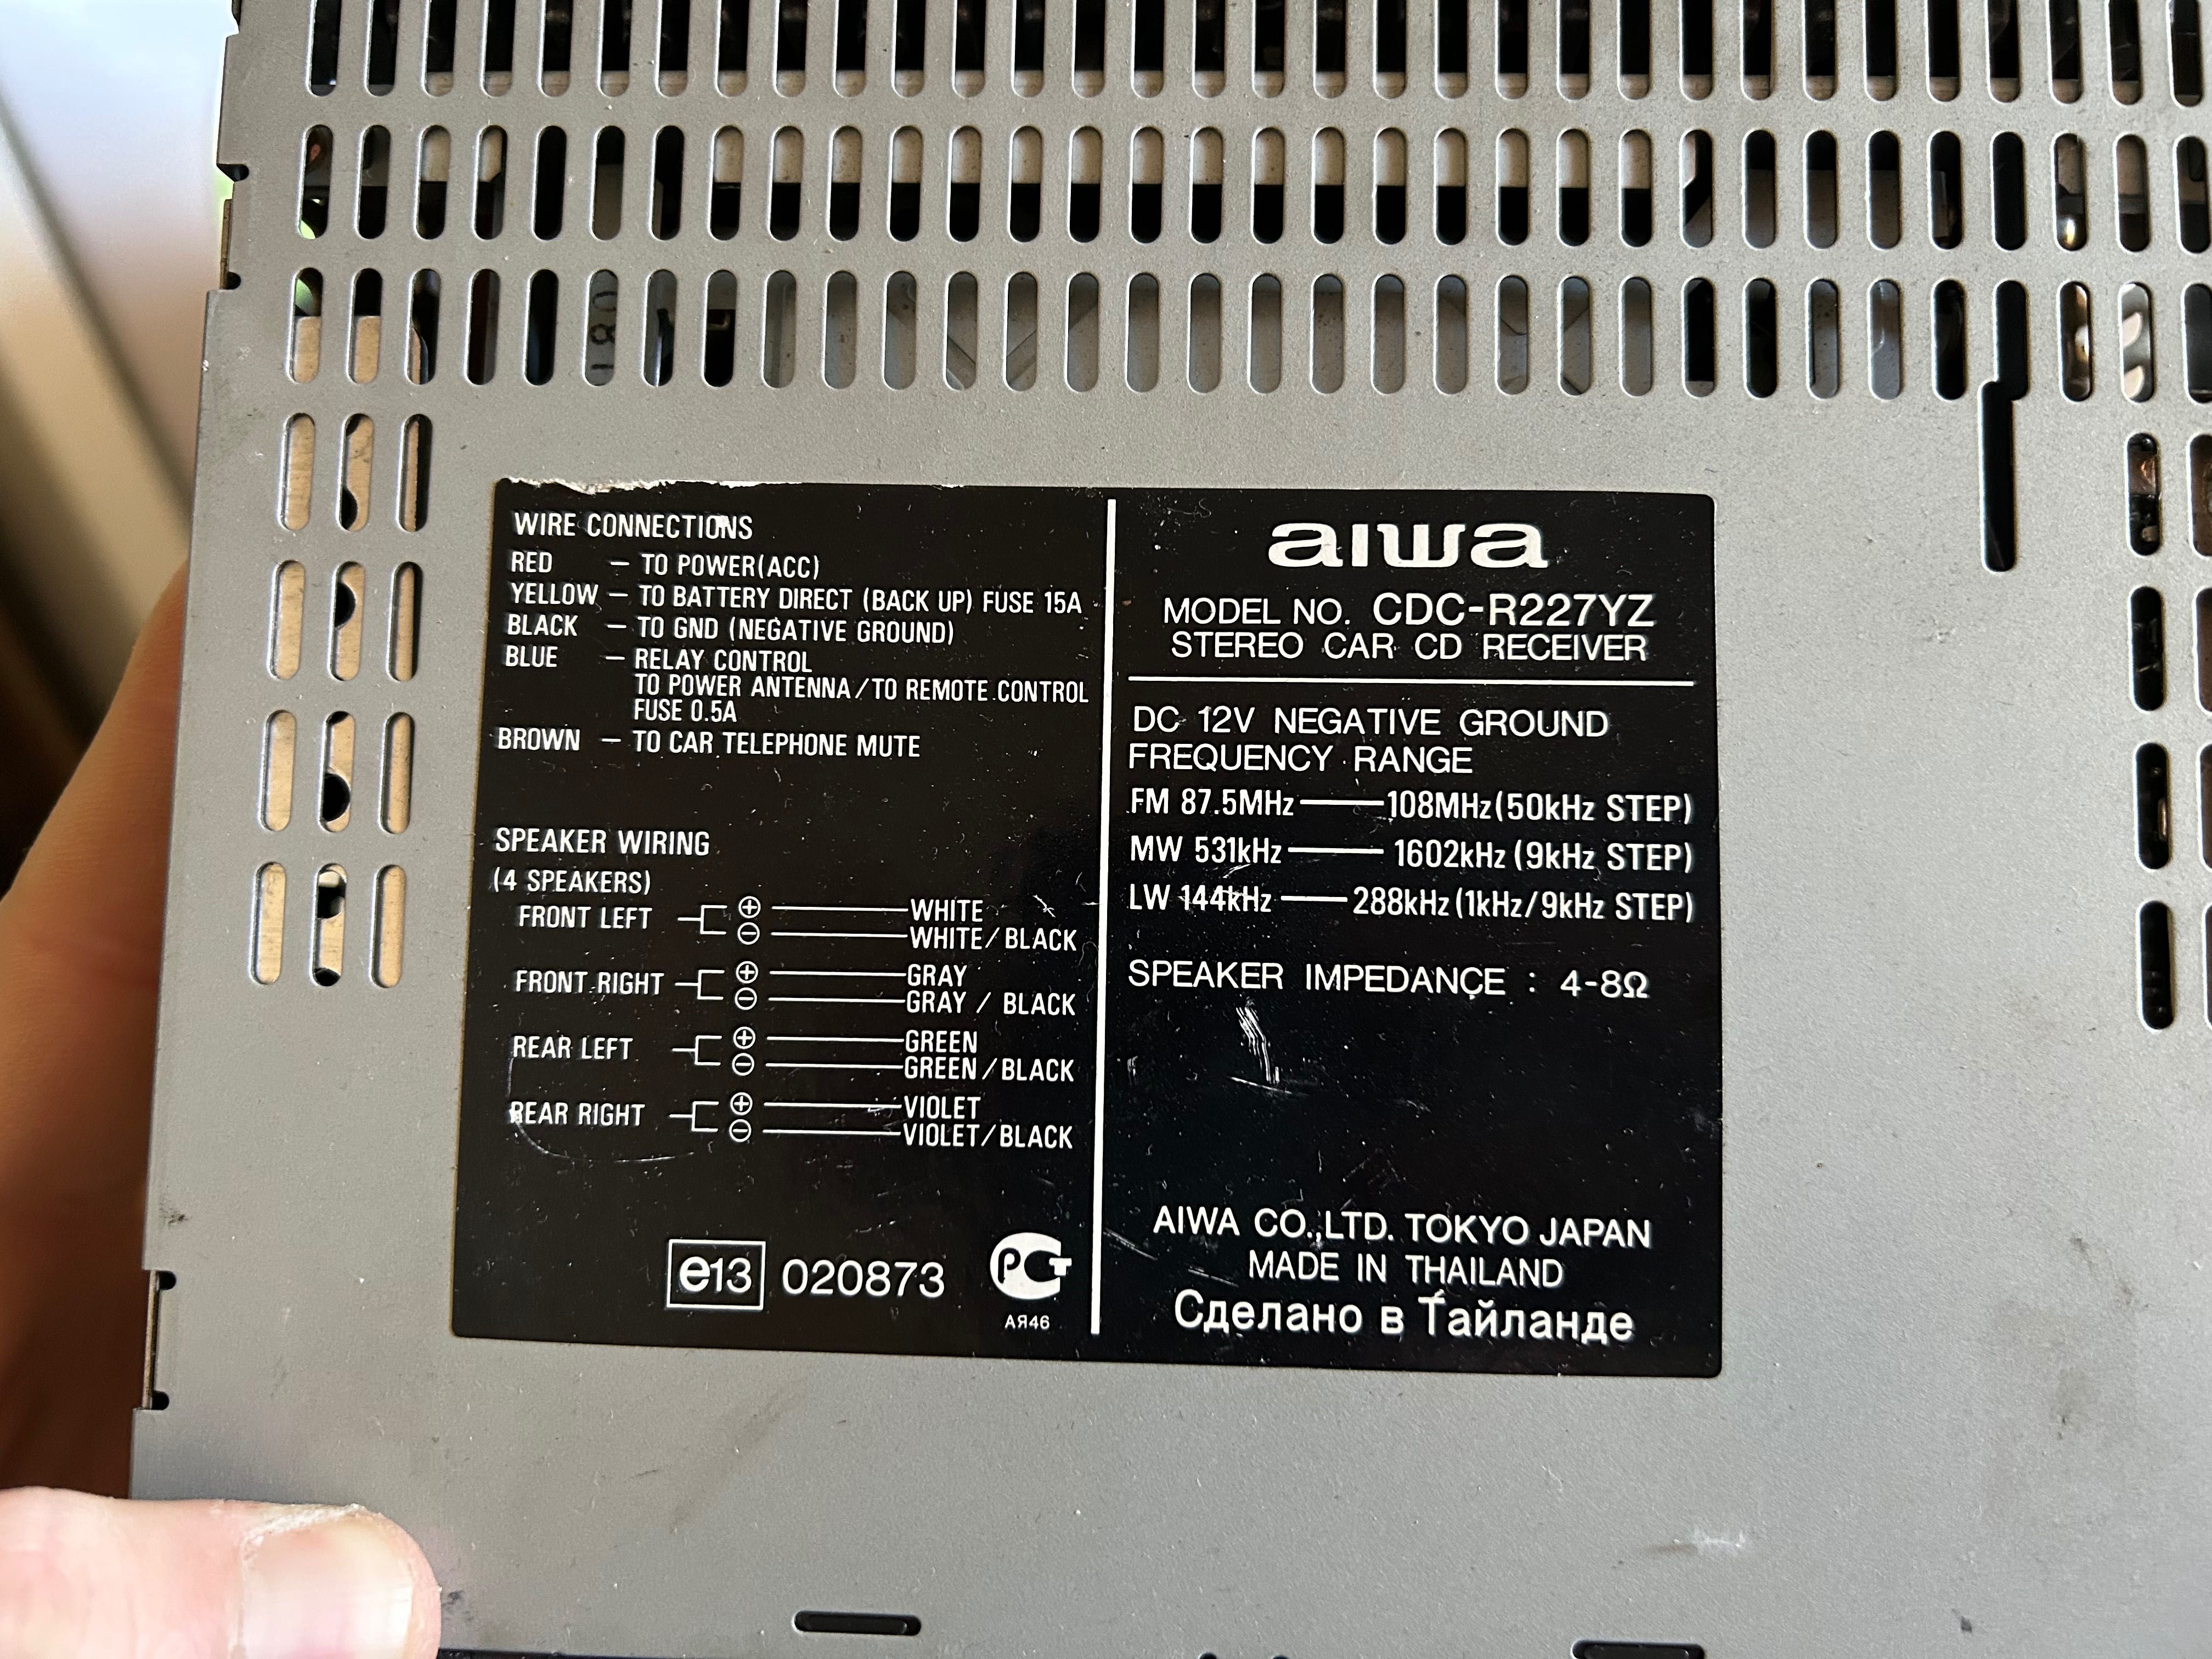 WIRE CONNECTIONS
RED — TO POWER(ACC)
YELLOW — TO BATTERY DIRECT (BACK UP) FUSE 15A
BLACK — TO GND (NEGATIVE GROUND)
BLUE — RELAY CONTROL
TO POWER ANTENNA/TO REMOTE CONTROL
FUSE 0.5A
BROWN — TO CAR TELEPHONE MUTE
SPEAKER WIRING
(4 SPEAKERS)
FRONT LEFT ⊕ WHITE
⊖ WHITE/BLACK
FRONT RIGHT ⊕ GRAY
⊖ GRAY / BLACK
REAR LEFT ⊕ GREEN
⊖ GREEN/BLACK
REAR RIGHT ⊕ VIOLET
⊖ VIOLET/BLACK
e13 020873 РСТ
АЯ46
aiwa
MODEL NO. CDC-R227YZ
STEREO CAR CD RECEIVER
DC 12V NEGATIVE GROUND
FREQUENCY RANGE
FM 87.5MHz — 108MHz(50kHz STEP)
MW 531kHz — 1602kHz (9kHz STEP)
LW 144kHz — 288kHz(1kHz/9kHz STEP)
SPEAKER IMPEDANCE : 4-8Ω
AIWA CO.,LTD. TOKYO JAPAN
MADE IN THAILAND
Сделано в Тайланде
180